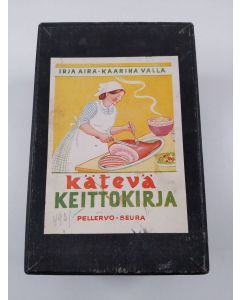 IRJA AIRA-KAARINA VALLA
Kätevä
KEITTOKIRJA
PELLERVO-SEURA